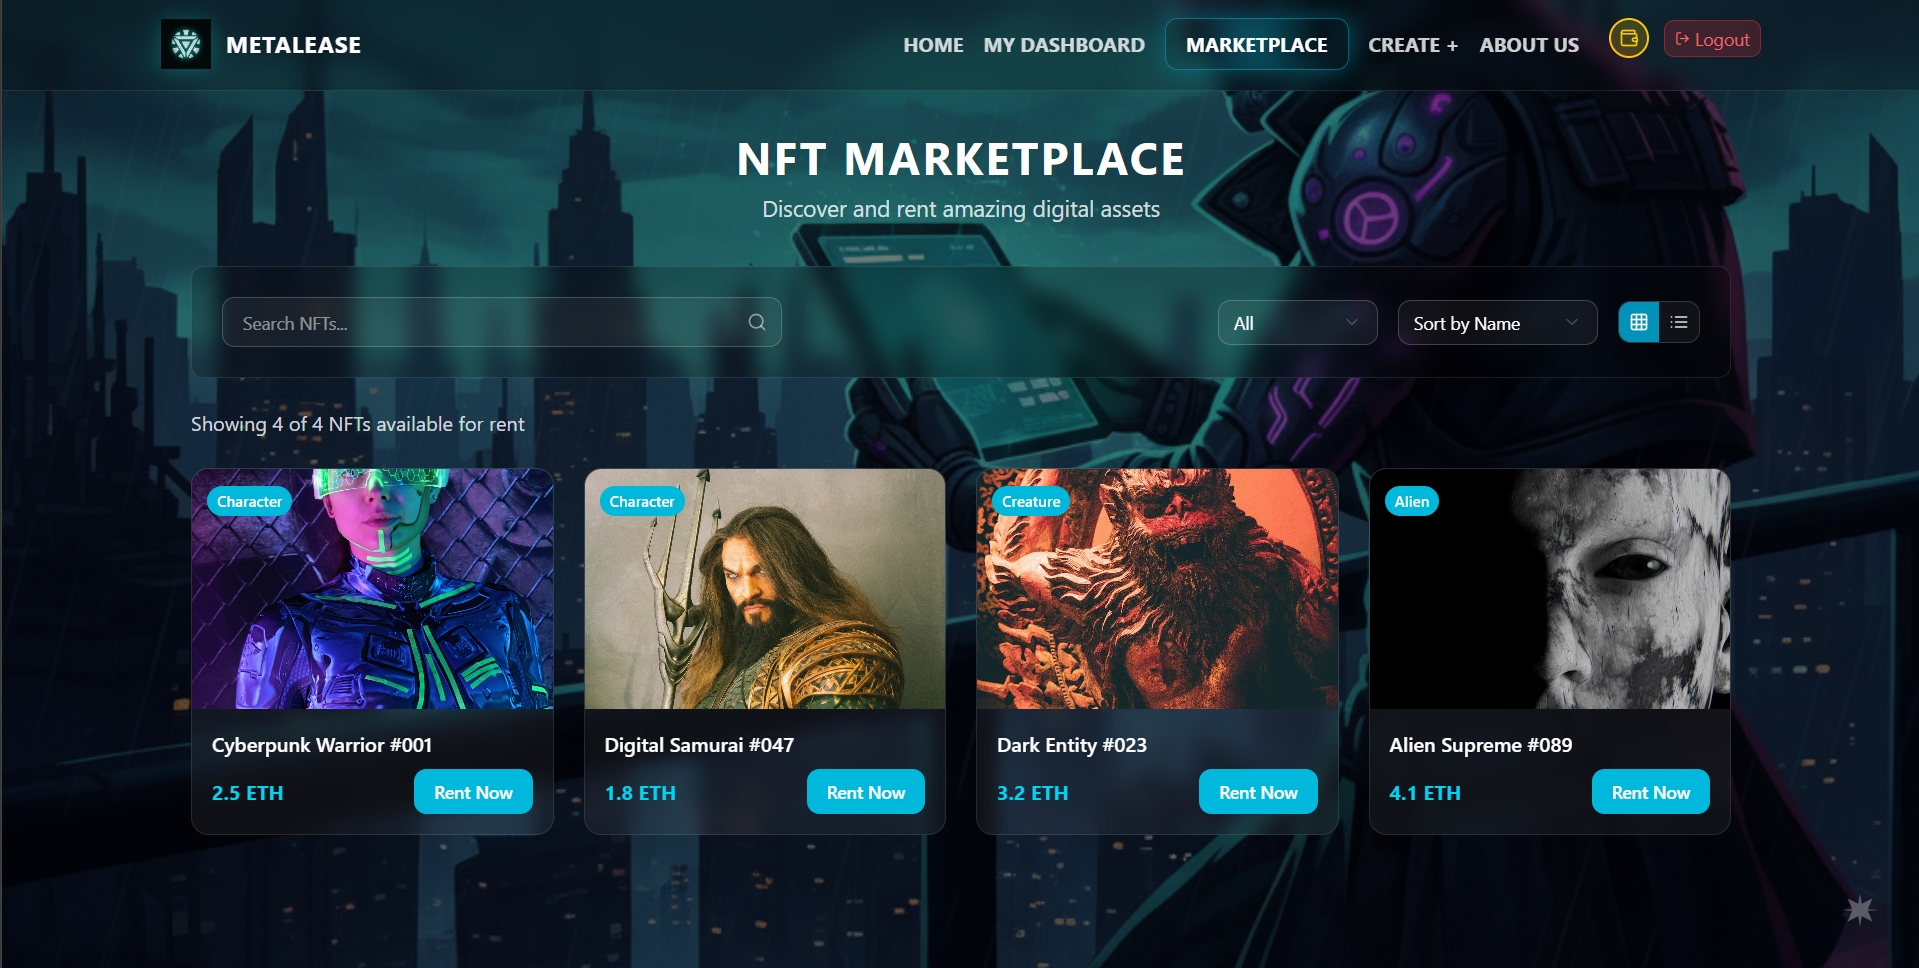 METALEASE
HOME MY DASHBOARD MARKETPLACE CREATE + ABOUT US Logout
NFT MARKETPLACE
Discover and rent amazing digital assets
Search NFTs...
All
Sort by Name
Showing 4 of 4 NFTs available for rent
Character
Cyberpunk Warrior #001
2.5 ETH
Rent Now
Character
Digital Samurai #047
1.8 ETH
Rent Now
Creature
Dark Entity #023
3.2 ETH
Rent Now
Alien
Alien Supreme #089
4.1 ETH
Rent Now